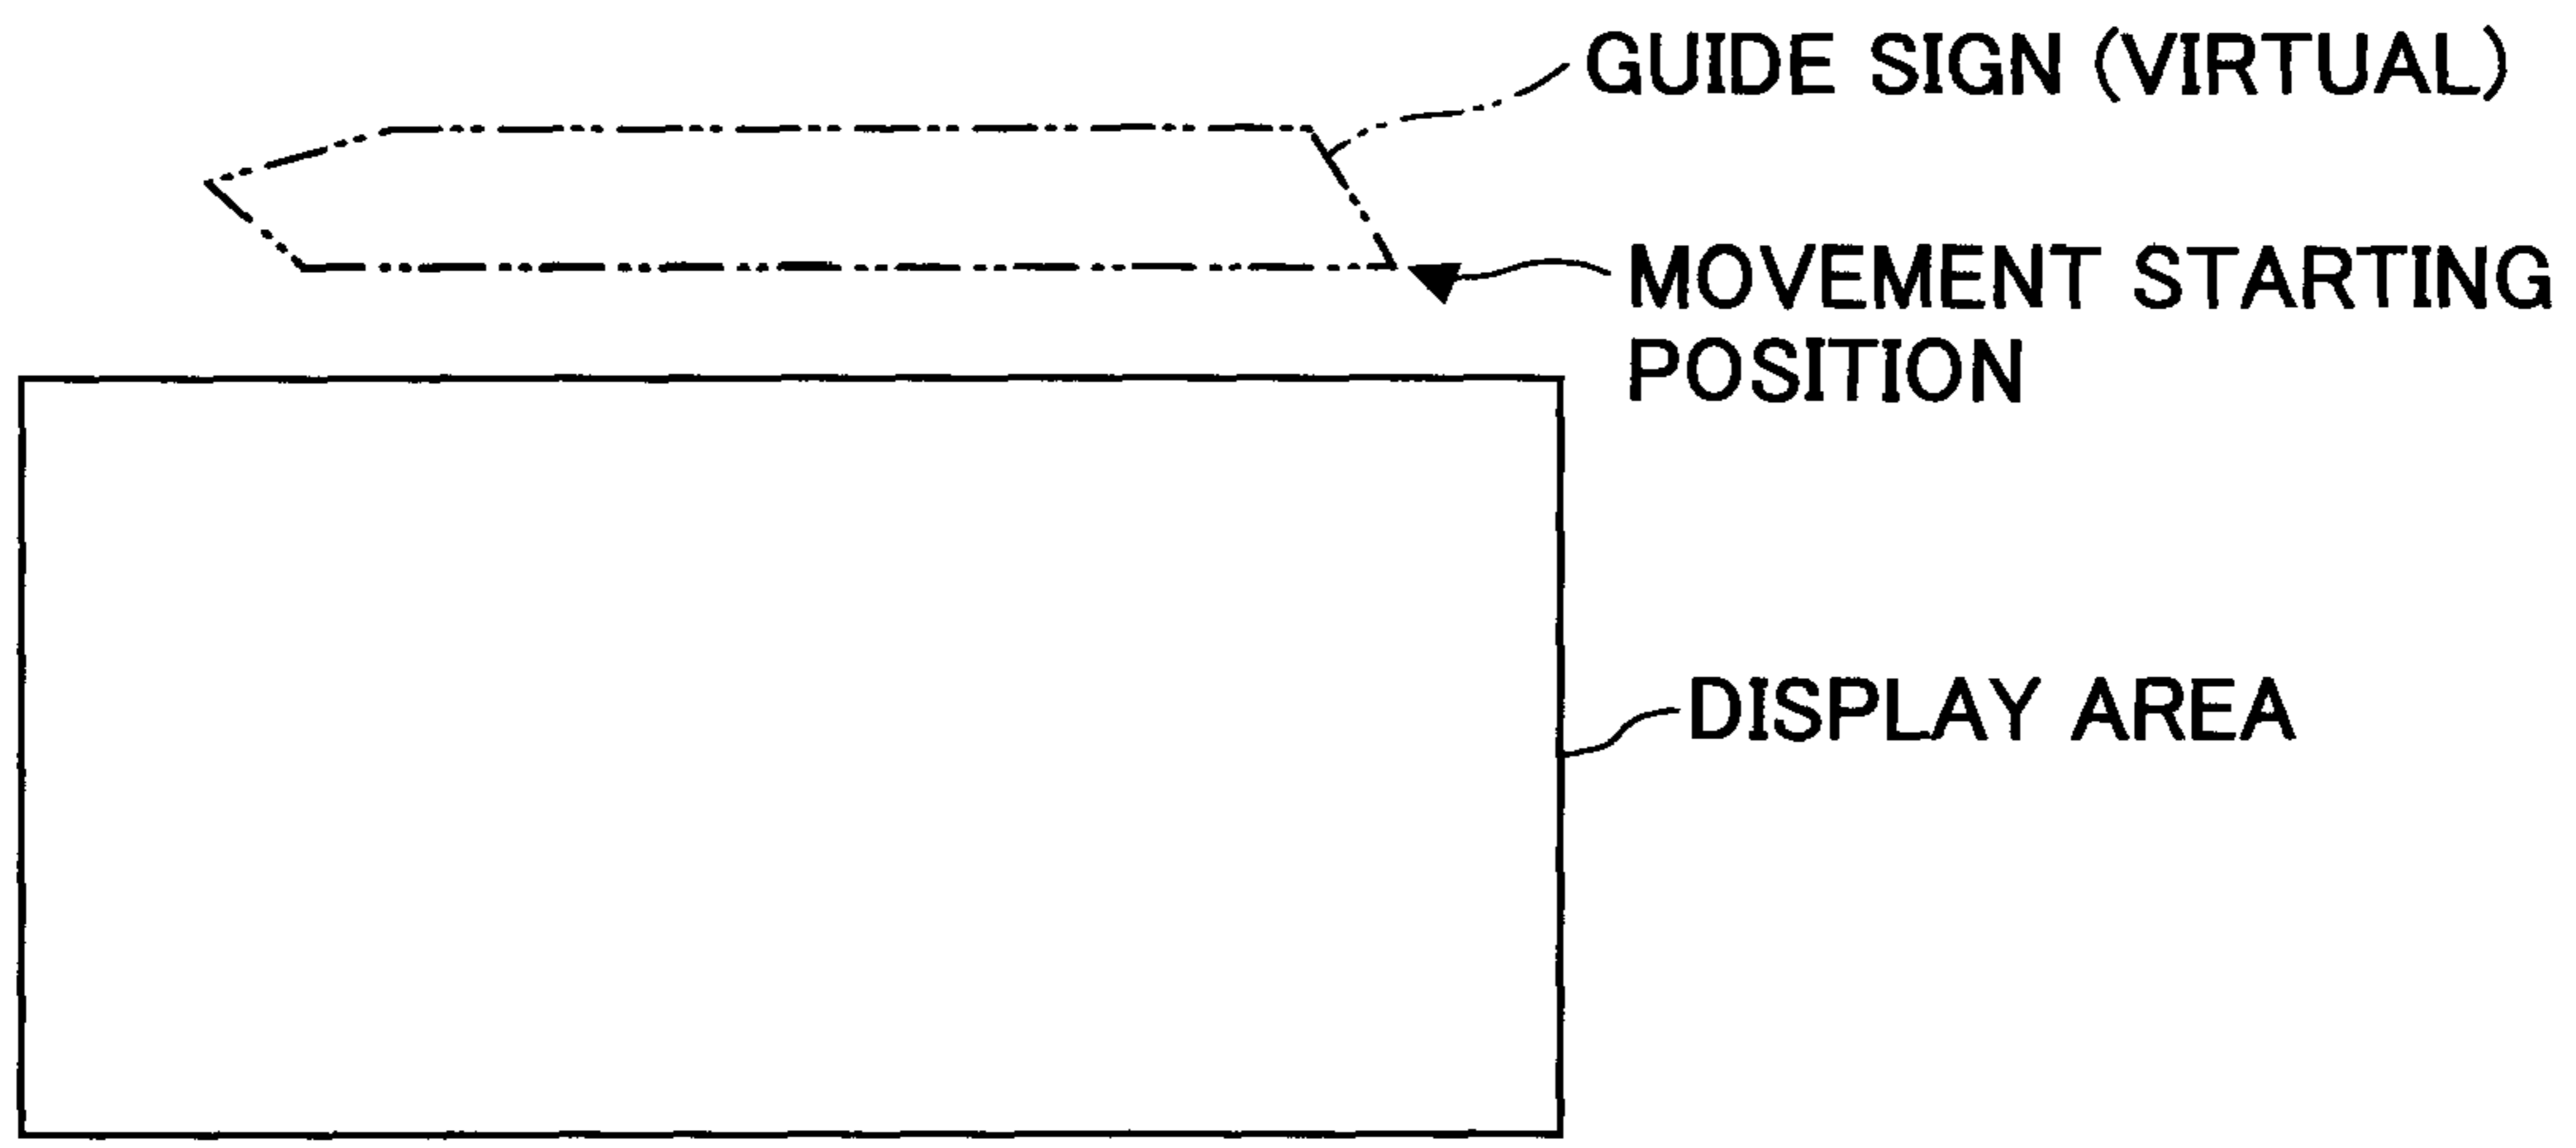 GUIDE SIGN (VIRTUAL)
MOVEMENT STARTING
POSITION
DISPLAY AREA